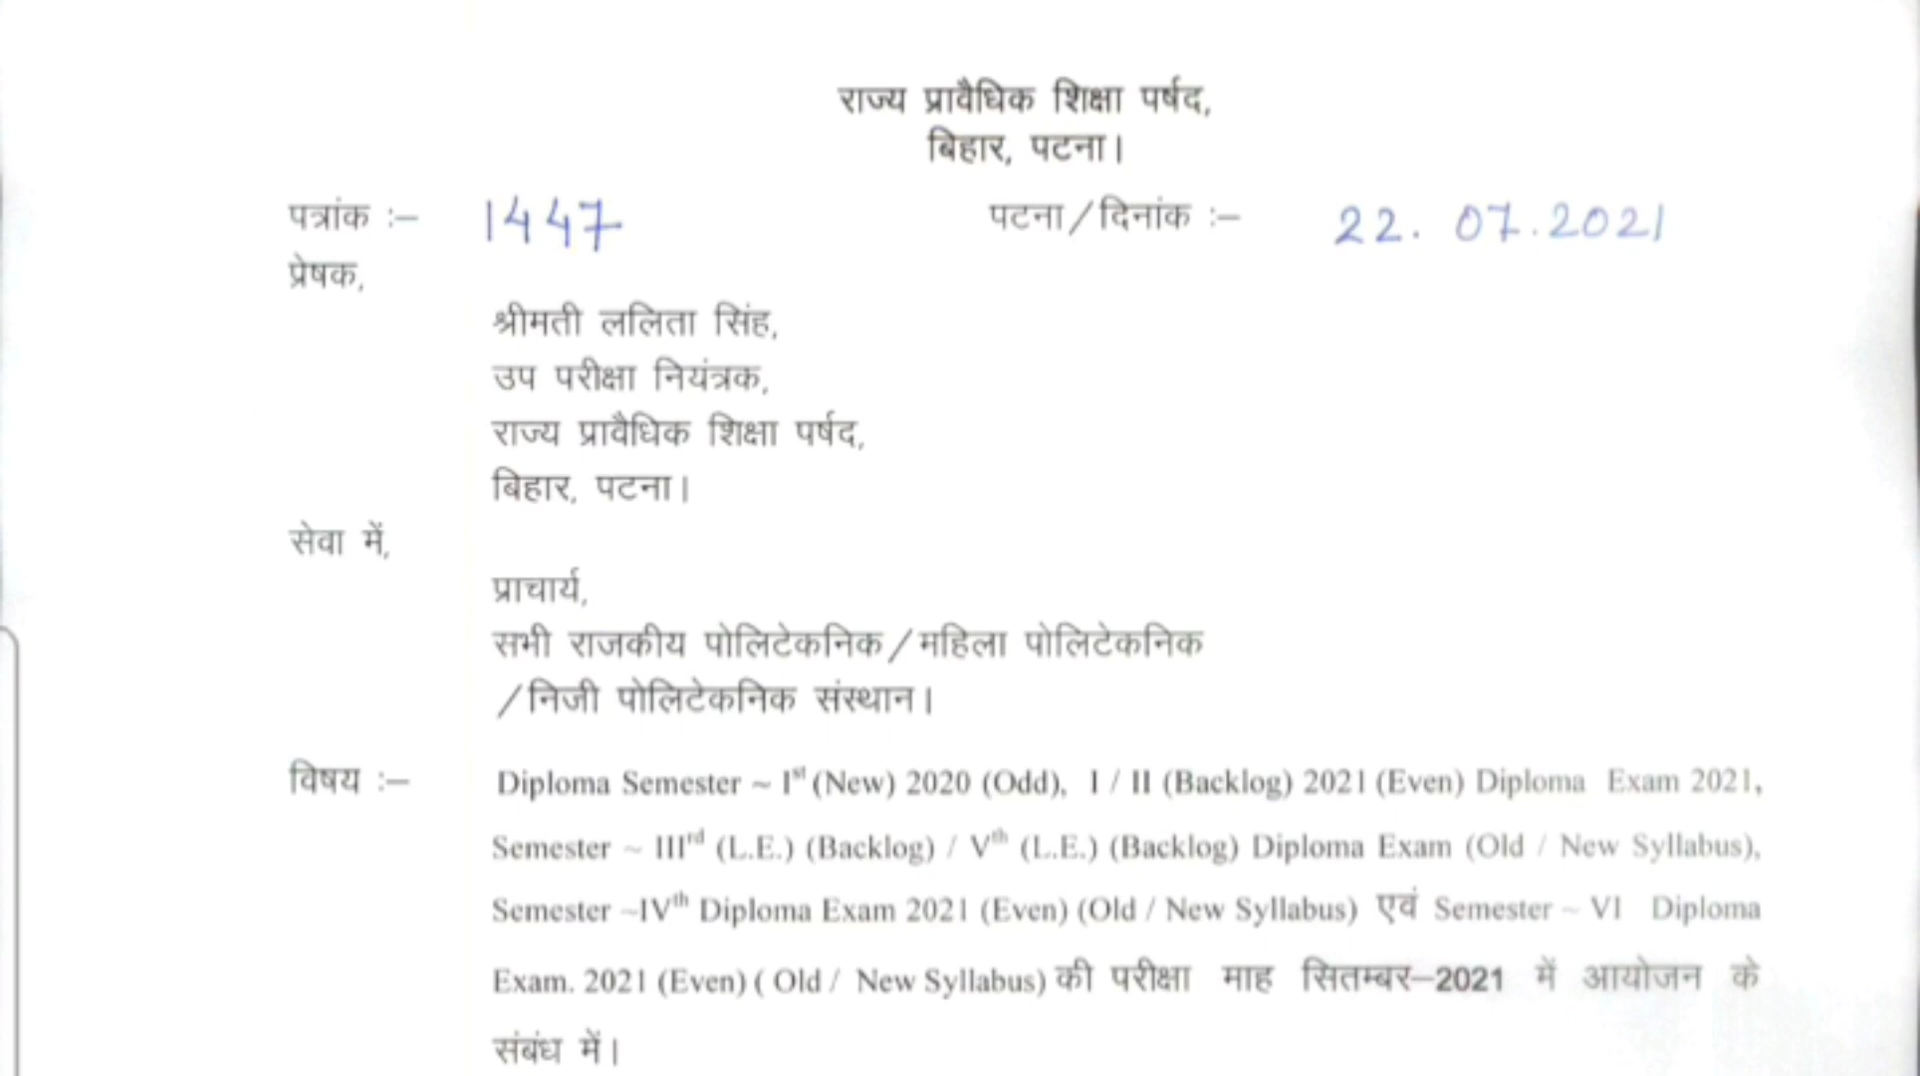 राज्य प्रावैधिक शिक्षा पर्षद,
बिहार, पटना।
पत्रांक :– 1447 पटना/दिनांक :– 22.07.2021
प्रेषक,
श्रीमती ललिता सिंह,
उप परीक्षा नियंत्रक,
राज्य प्रावैधिक शिक्षा पर्षद,
बिहार, पटना।
सेवा में,
प्राचार्य,
सभी राजकीय पोलिटेकनिक/महिला पोलिटेकनिक
/निजी पोलिटेकनिक संस्थान।
विषय :– Diploma Semester ~ Ist (New) 2020 (Odd), I / II (Backlog) 2021 (Even) Diploma Exam 2021,
Semester ~ IIIrd (L.E.) (Backlog) / Vth (L.E.) (Backlog) Diploma Exam (Old / New Syllabus),
Semester ~IVth Diploma Exam 2021 (Even) (Old / New Syllabus) एवं Semester ~ VI Diploma
Exam. 2021 (Even) ( Old / New Syllabus) की परीक्षा माह सितम्बर–2021 में आयोजन के
संबंध में।